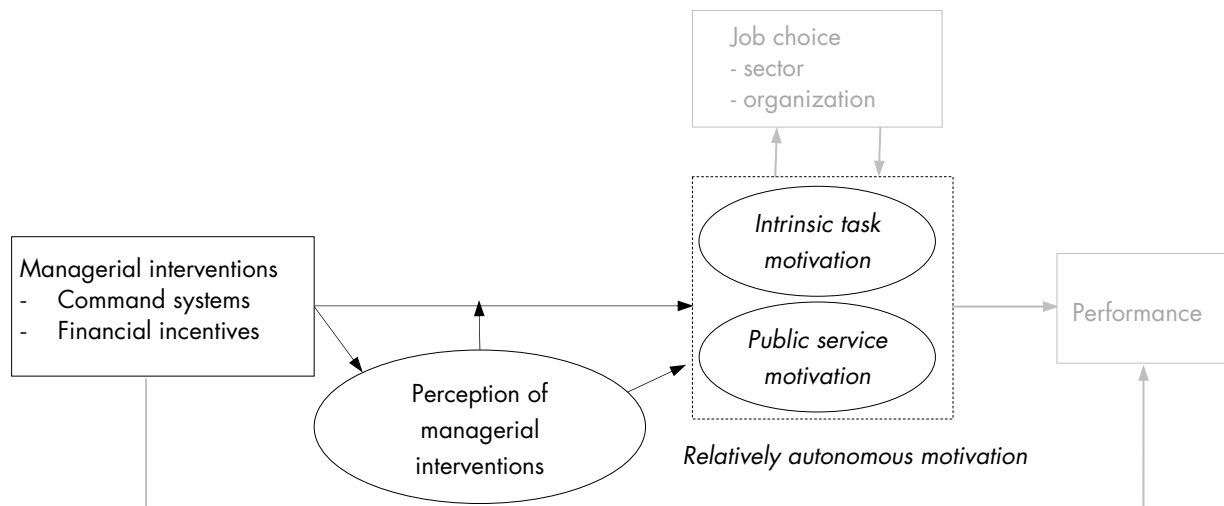 Job choice
- sector
- organization
Intrinsic task
motivation
Managerial interventions
- Command systems
- Financial incentives
Performance
Public service
motivation
Perception of
managerial
interventions
Relatively autonomous motivation